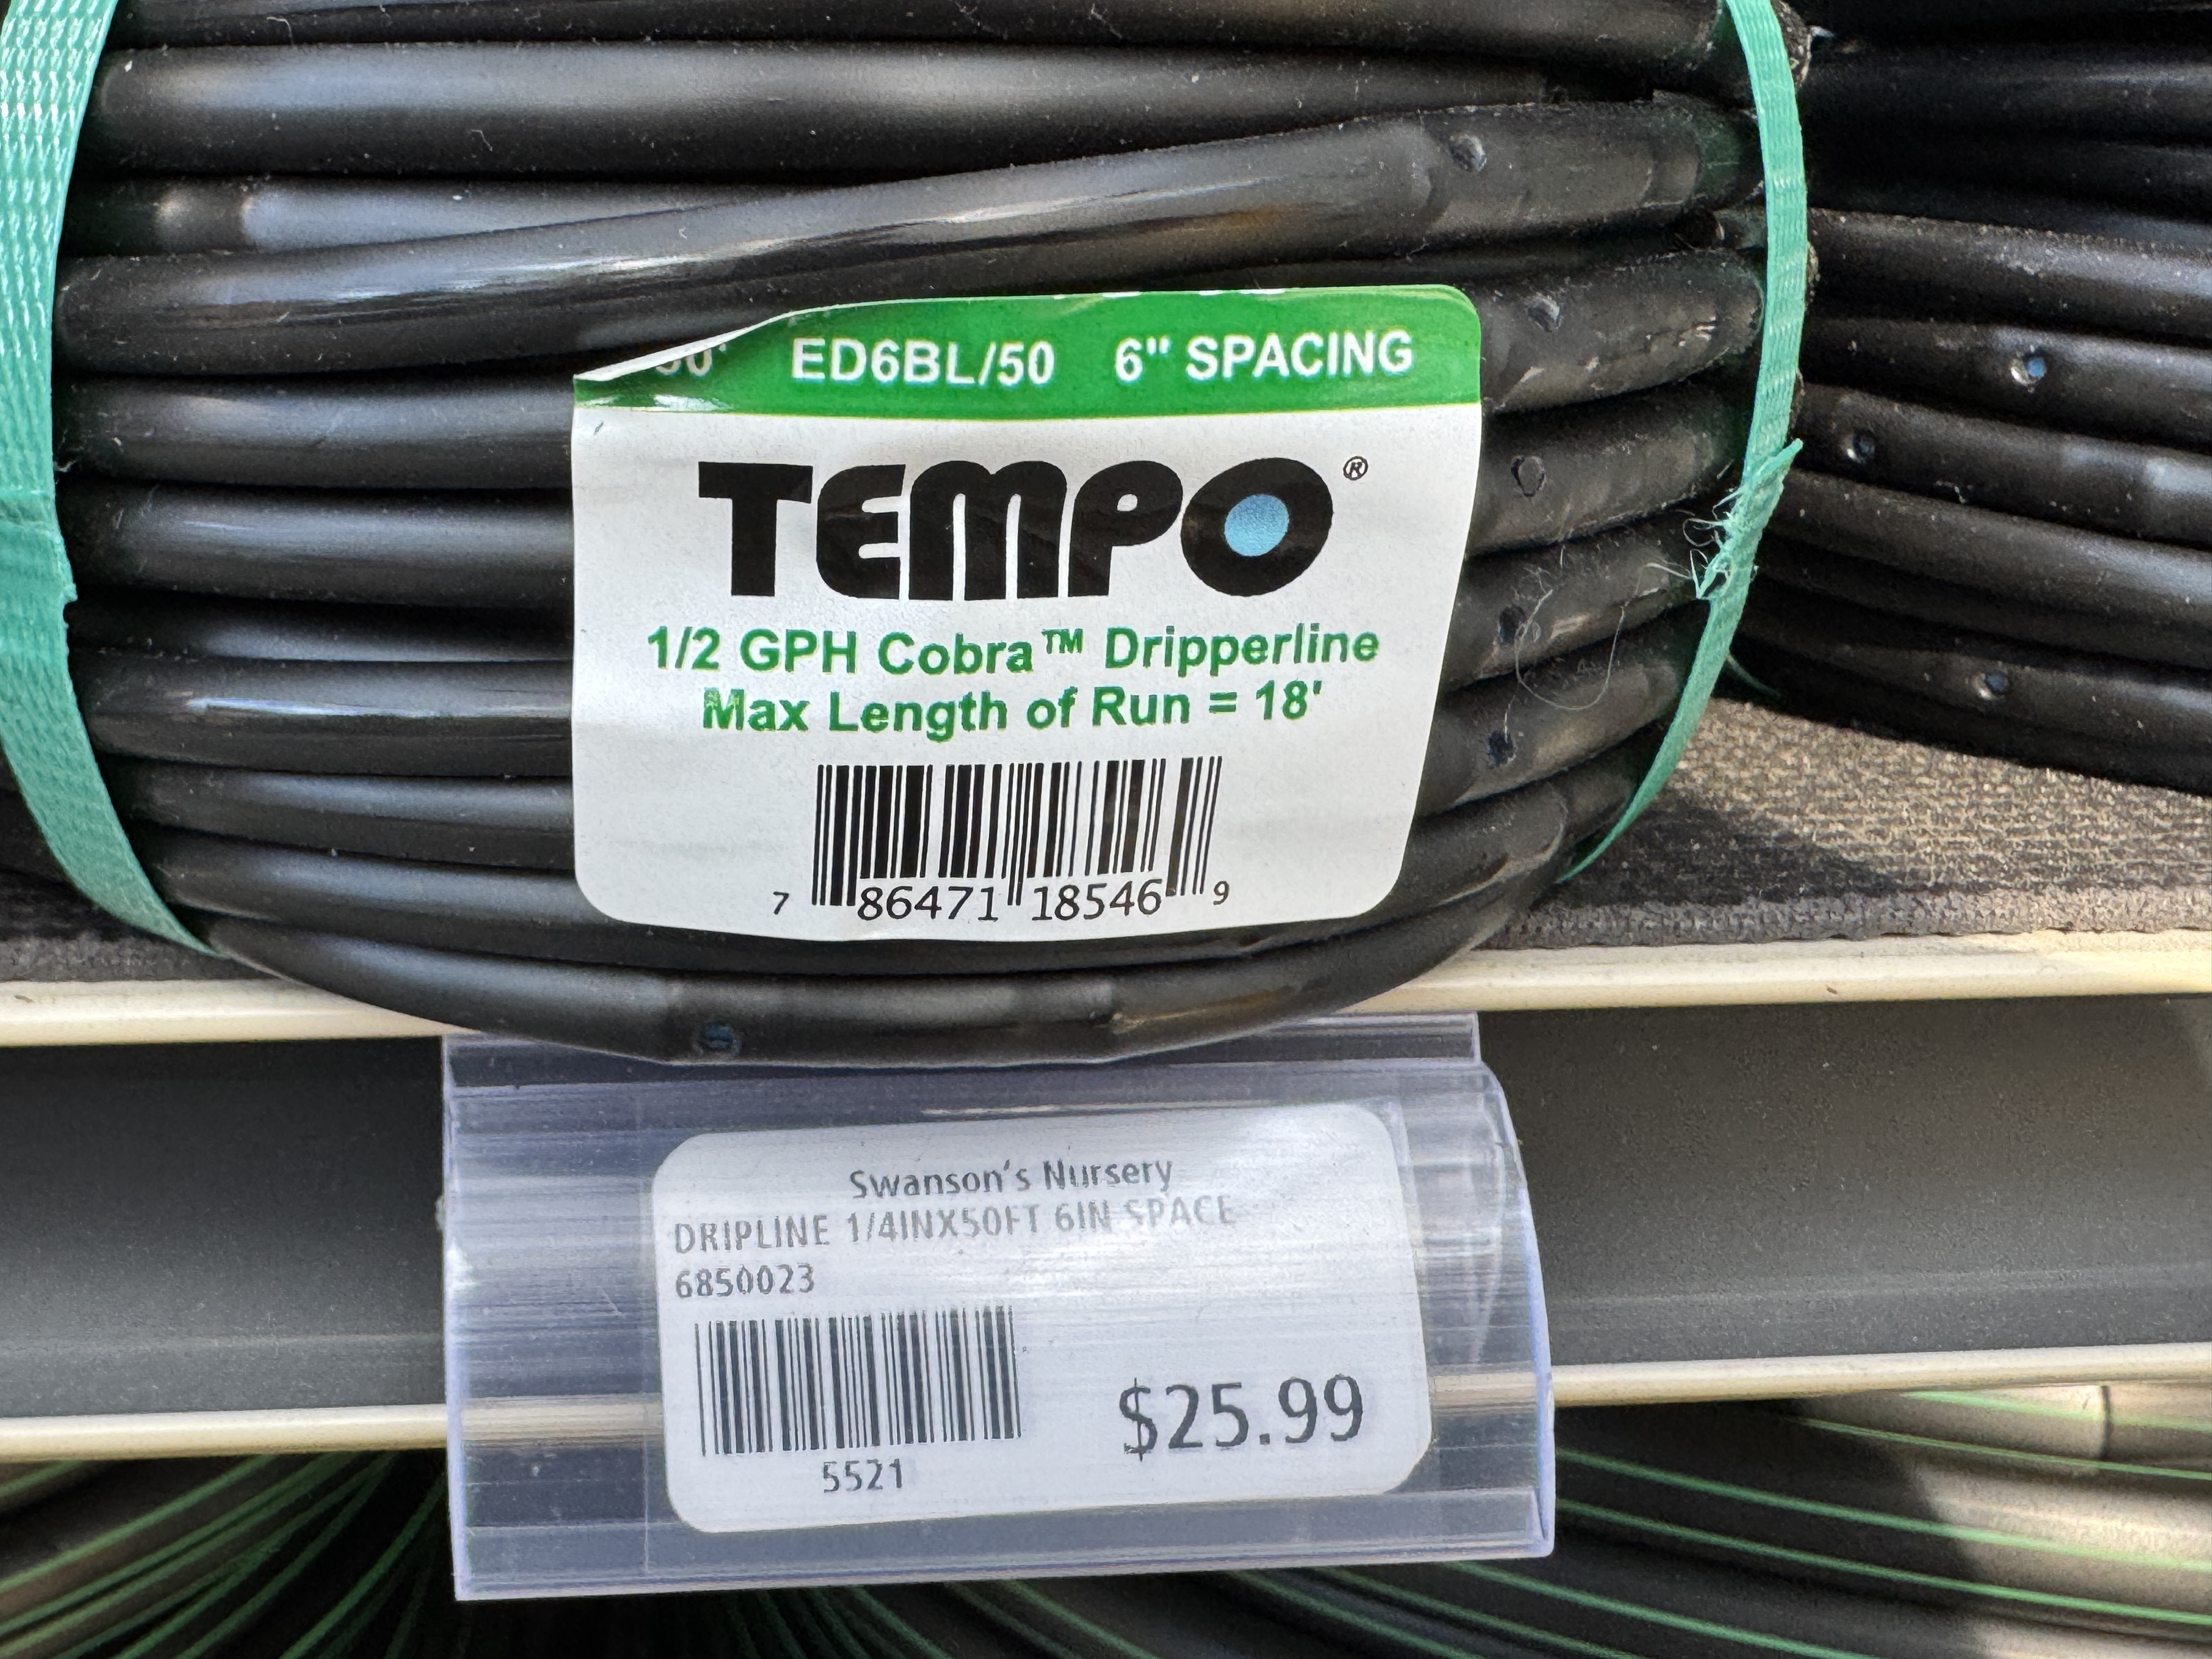 50' ED6BL/50 6" SPACING
TEMPO®
1/2 GPH Cobra™ Dripperline
Max Length of Run = 18'
7 86471 18546 9
Swanson's Nursery
DRIPLINE 1/4INX50FT 6IN SPACE
6850023
5521
$25.99